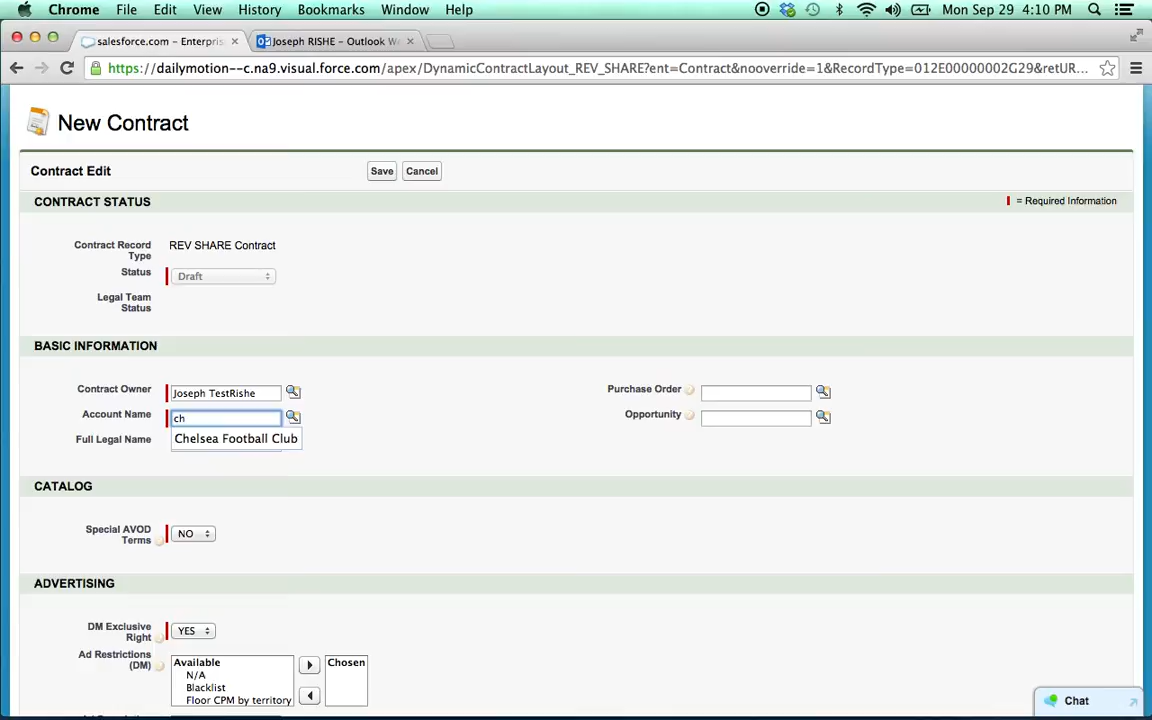 Chrome File Edit View History Bookmarks Window Help Mon Sep 29 4:10 PM
salesforce.com – Enterpris
Joseph RISHE – Outlook We
https://dailymotion--c.na9.visual.force.com/apex/DynamicContractLayout_REV_SHARE?ent=Contract&nooverride=1&RecordType=012E00000002G29&retUR...
New Contract
Contract Edit Save Cancel
CONTRACT STATUS = Required Information
Contract Record
Type
REV SHARE Contract
Status Draft
Legal Team
Status
BASIC INFORMATION
Contract Owner Joseph TestRishe Purchase Order
Account Name ch Opportunity
Chelsea Football Club
Full Legal Name
CATALOG
Special AVOD
Terms
NO
ADVERTISING
DM Exclusive
Right
YES
Ad Restrictions
(DM)
Available Chosen
N/A
Blacklist
Floor CPM by territory
Chat